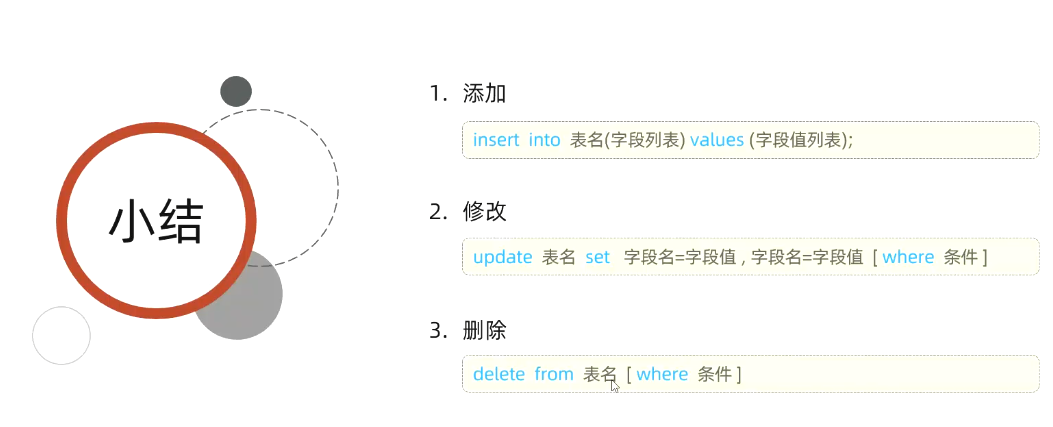 小结
1. 添加
insert into 表名(字段列表) values (字段值列表);
2. 修改
update 表名 set 字段名=字段值 , 字段名=字段值 [ where 条件 ]
3. 删除
delete from 表名 [ where 条件 ]